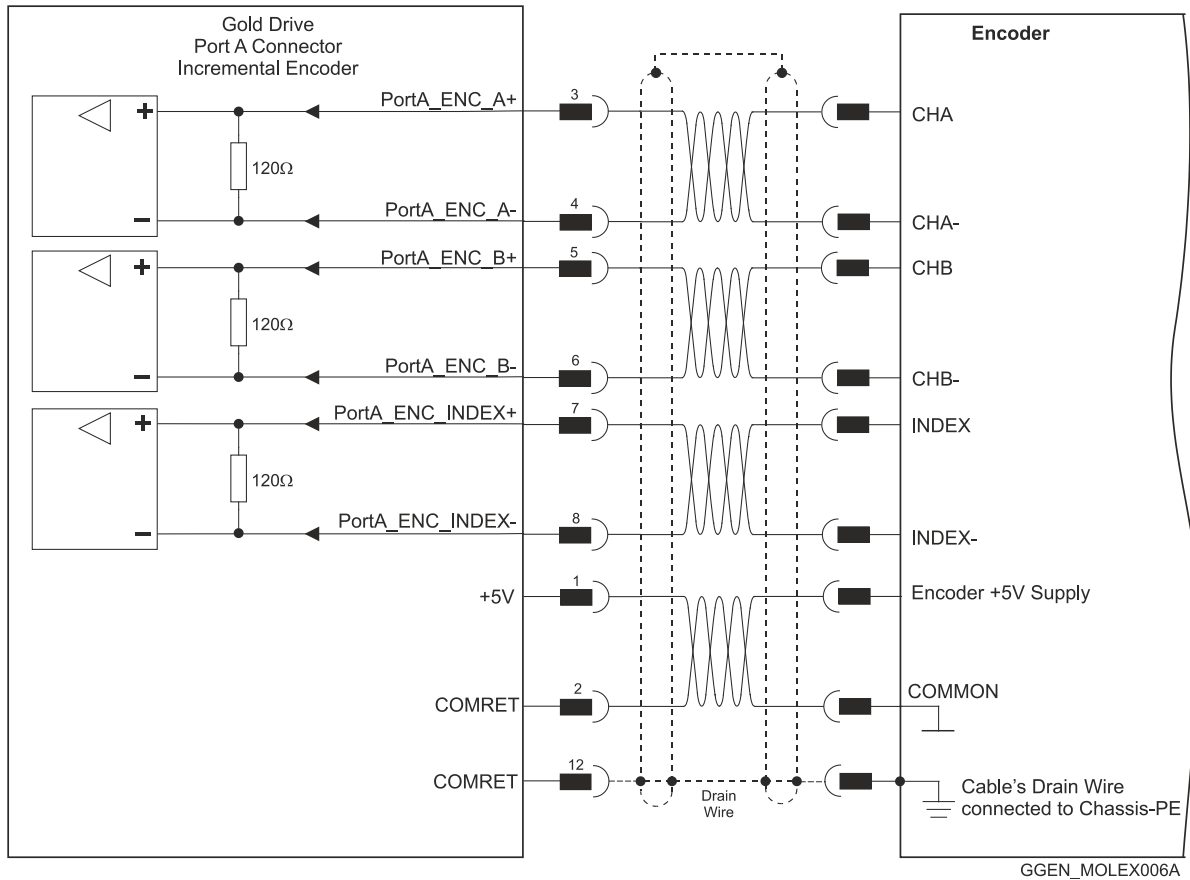 Gold Drive
Port A Connector
Incremental Encoder
Encoder
+
PortA_ENC_A+
3
CHA
120Ω
−
PortA_ENC_A-
4
CHA-
+
PortA_ENC_B+
5
CHB
120Ω
−
PortA_ENC_B-
6
CHB-
+
PortA_ENC_INDEX+
7
INDEX
120Ω
−
PortA_ENC_INDEX-
8
INDEX-
+5V
1
Encoder +5V Supply
COMRET
2
COMMON
COMRET
12
Drain
Wire
Cable's Drain Wire
connected to Chassis-PE
GGEN_MOLEX006A